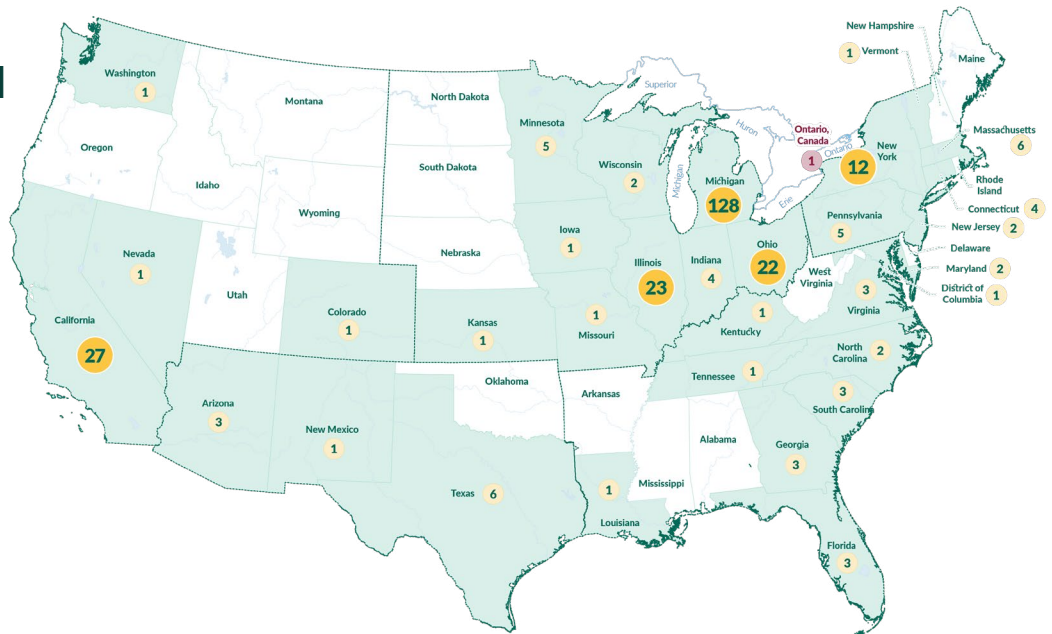 New Hampshire
1 Vermont
Maine
Washington
1
Montana
North Dakota
Superior
Minnesota
5
Huron
Ontario,
Canada
1
Ontario
Massachusetts
6
Oregon
South Dakota
Wisconsin
2
Michigan
Michigan
128
Erie
New
York
12
Rhode
Island
Idaho
Wyoming
Connecticut 4
Pennsylvania
5
New Jersey 2
Iowa
1
Nebraska
Nevada
1
Illinois
23
Indiana
4
Ohio
22
Delaware
West
Virginia
Maryland 2
District of
Columbia 1
Utah
3
Virginia
California
27
Colorado
1
Kansas
1
1
Missouri
1
Kentucky
North
Carolina 2
Tennessee 1
Oklahoma
Arkansas
3
South Carolina
Arizona
3
New Mexico
1
Alabama
Georgia
3
Texas 6
Mississippi
1
Louisiana
Florida
3